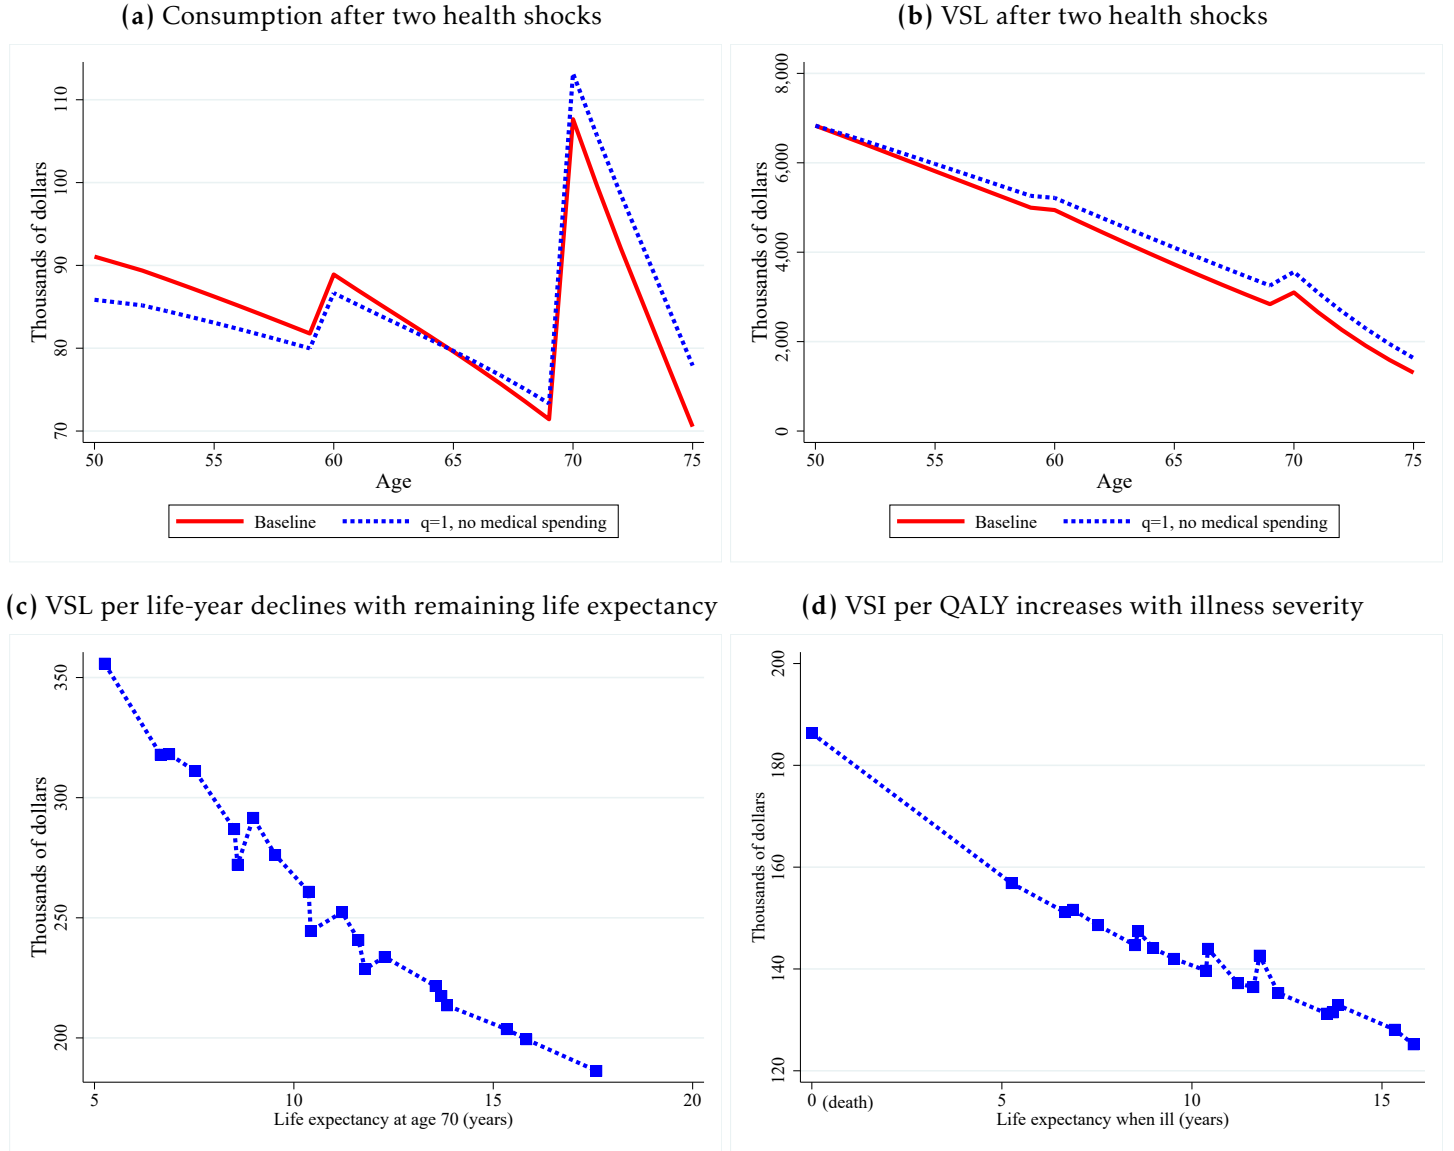 (a) Consumption after two health shocks
Thousands of dollars
110
100
90
80
70
50 55 60 65 70 75
Age
Baseline q=1, no medical spending
(b) VSL after two health shocks
Thousands of dollars
8,000
6,000
4,000
2,000
0
50 55 60 65 70 75
Age
Baseline q=1, no medical spending
(c) VSL per life-year declines with remaining life expectancy
Thousands of dollars
350
300
250
200
5 10 15 20
Life expectancy at age 70 (years)
(d) VSI per QALY increases with illness severity
Thousands of dollars
200
180
160
140
120
0 (death) 5 10 15
Life expectancy when ill (years)